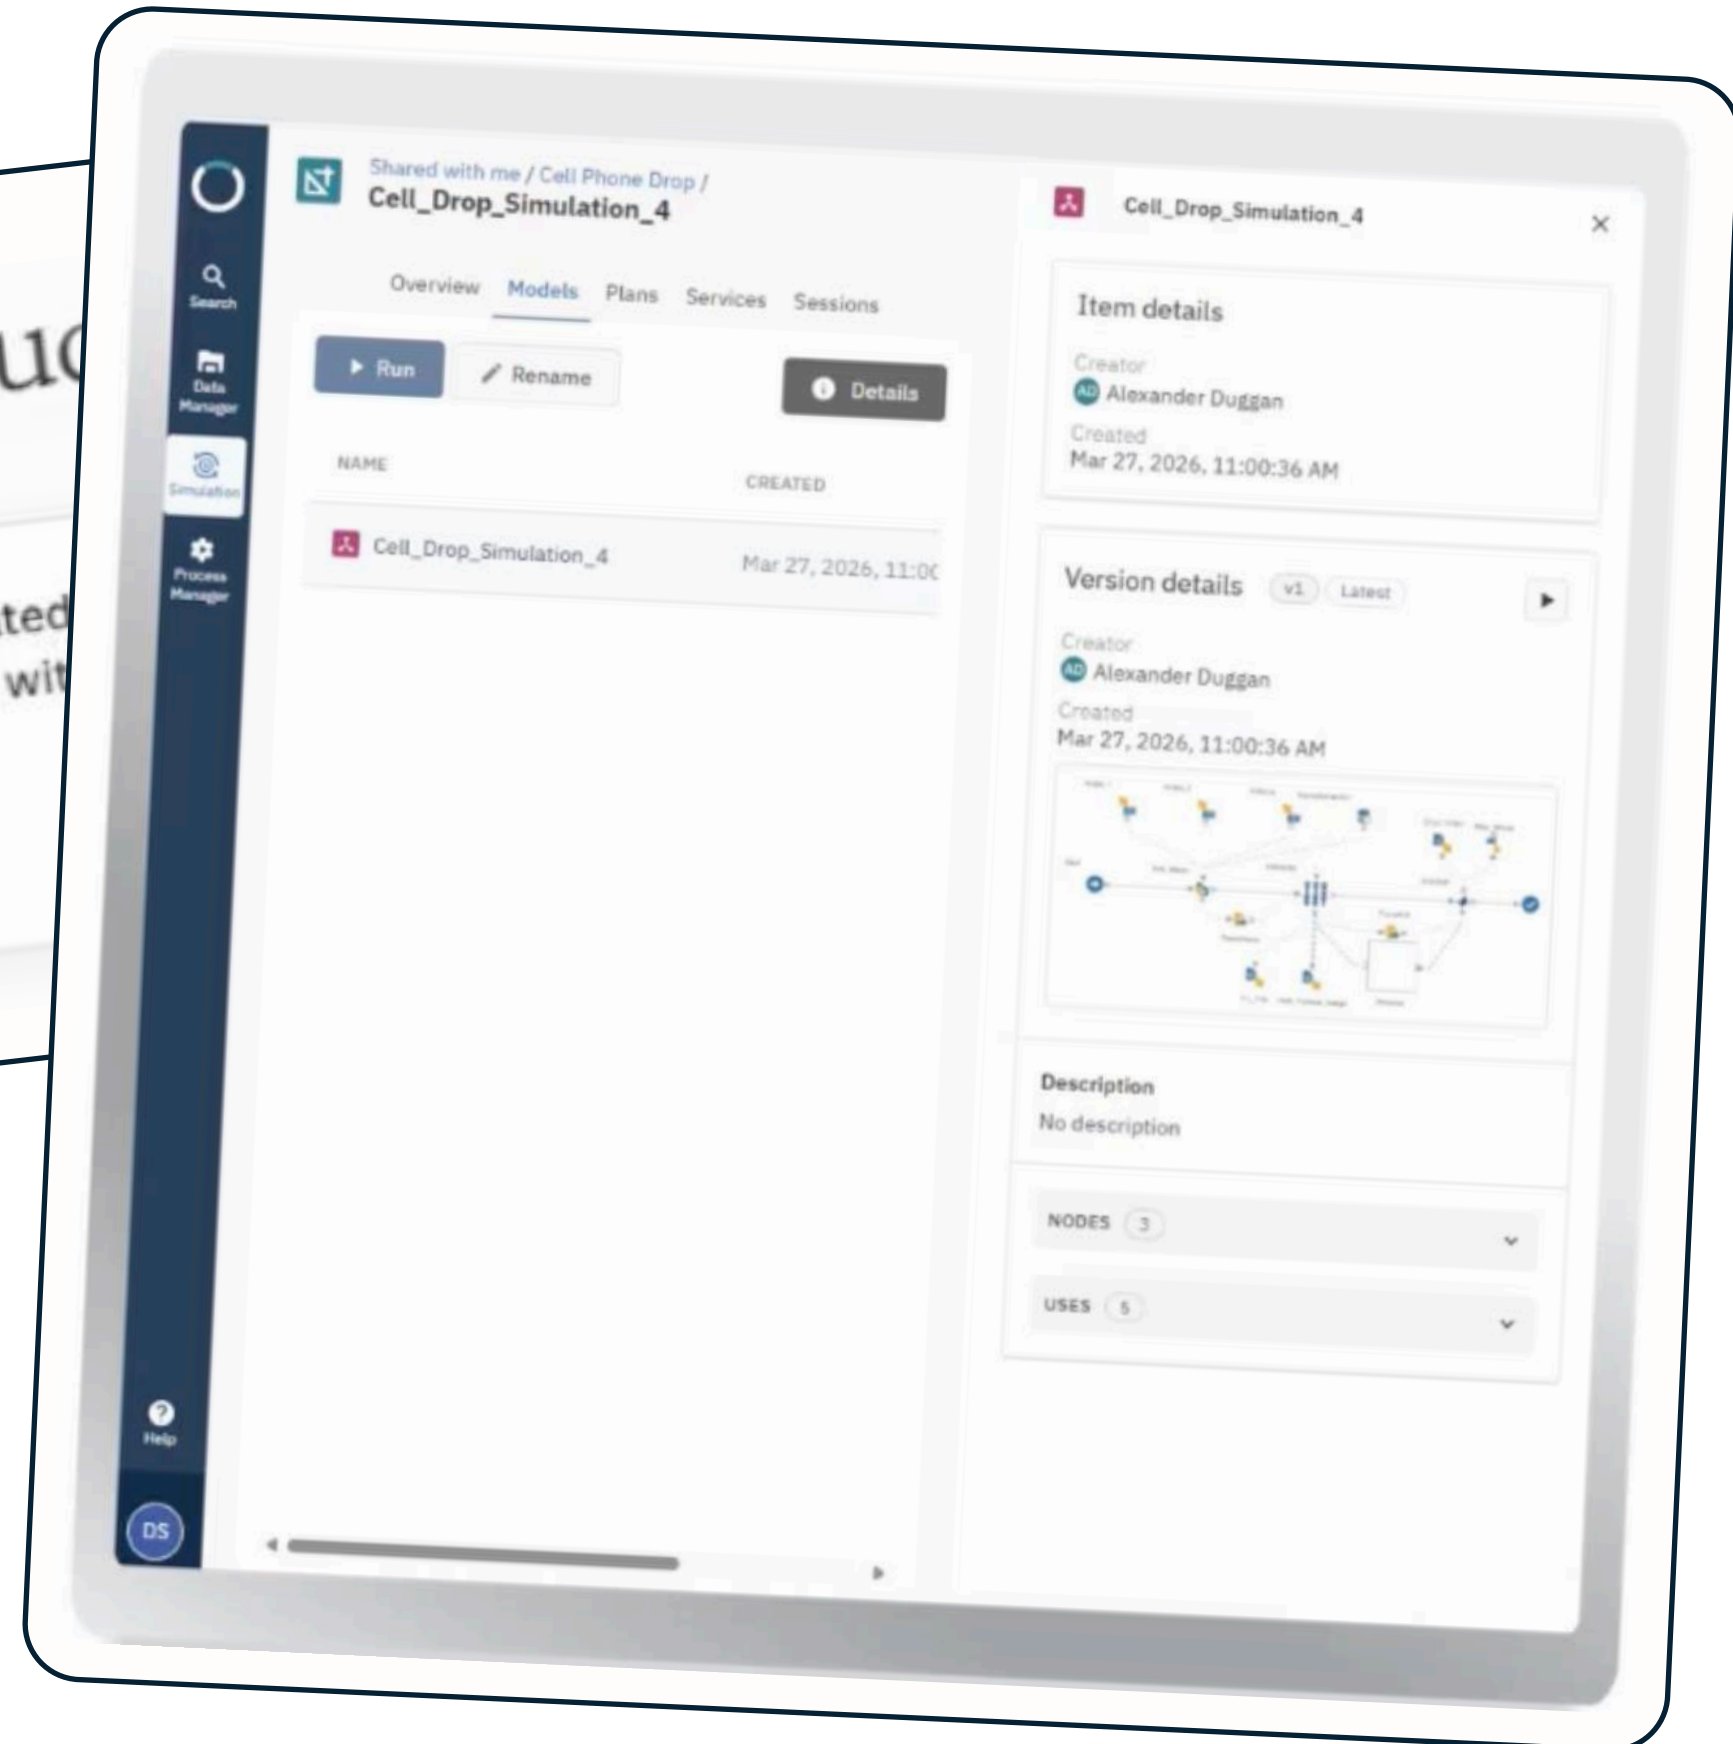 uc
ted
wit
Search
Data
Manager
Simulation
Process
Manager
Help
DS
Shared with me / Cell Phone Drop /
Cell_Drop_Simulation_4
Overview Models Plans Services Sessions
Run Rename Details
NAME CREATED
Cell_Drop_Simulation_4 Mar 27, 2026, 11:00
Cell_Drop_Simulation_4
Item details
Creator
AD Alexander Duggan
Created
Mar 27, 2026, 11:00:36 AM
Version details v1 Latest
Creator
AD Alexander Duggan
Created
Mar 27, 2026, 11:00:36 AM
Description
No description
NODES 3
USES 5